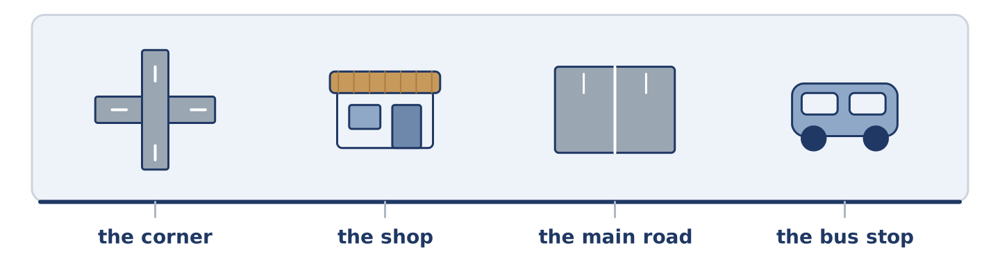 the corner
the shop
the main road
the bus stop